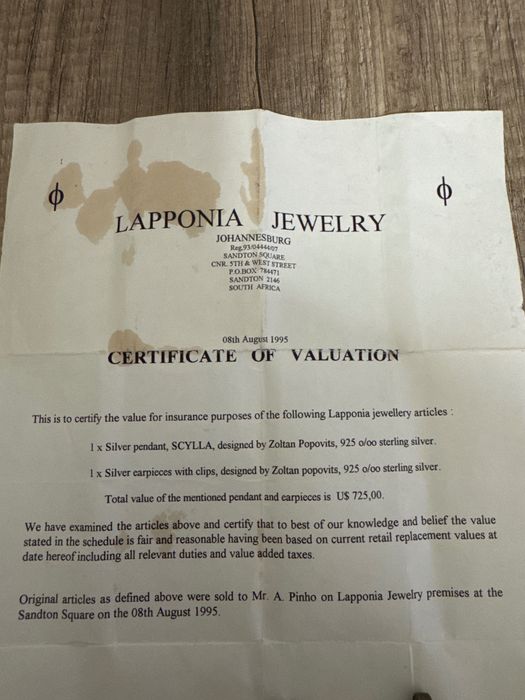 ϕ ϕ
LAPPONIA JEWELRY
JOHANNESBURG
Reg.93/04444/07
SANDTON SQUARE
CNR. 5TH & WEST STREET
P.O.BOX 784471
SANDTON 2146
SOUTH AFRICA
08th August 1995
CERTIFICATE OF VALUATION
This is to certify the value for insurance purposes of the following Lapponia jewellery articles :
1 x Silver pendant, SCYLLA, designed by Zoltan Popovits, 925 o/oo sterling silver.
1 x Silver earpieces with clips, designed by Zoltan popovits, 925 o/oo sterling silver.
Total value of the mentioned pendant and earpieces is U$ 725,00.
We have examined the articles above and certify that to best of our knowledge and belief the value
stated in the schedule is fair and reasonable having been based on current retail replacement values at
date hereof including all relevant duties and value added taxes.
Original articles as defined above were sold to Mr. A. Pinho on Lapponia Jewelry premises at the
Sandton Square on the 08th August 1995.